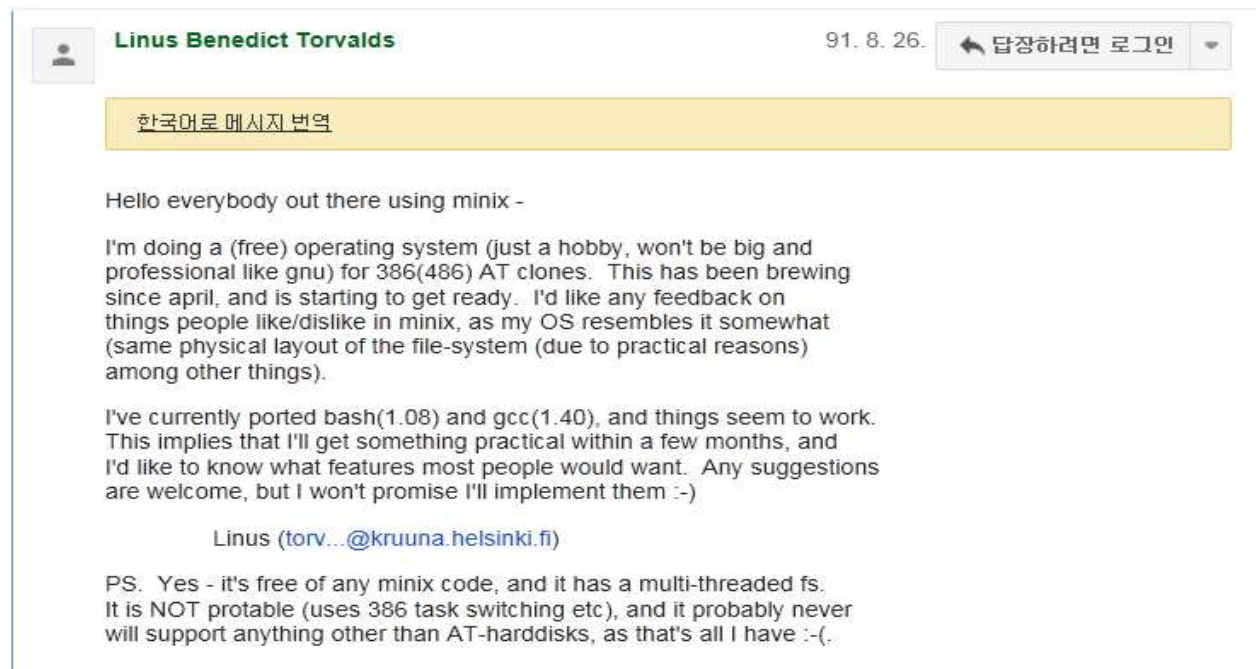 Linus Benedict Torvalds
91. 8. 26.
답장하려면 로그인
한국어로 메시지 번역
Hello everybody out there using minix -
I'm doing a (free) operating system (just a hobby, won't be big and
professional like gnu) for 386(486) AT clones.  This has been brewing
since april, and is starting to get ready.  I'd like any feedback on
things people like/dislike in minix, as my OS resembles it somewhat
(same physical layout of the file-system (due to practical reasons)
among other things).
I've currently ported bash(1.08) and gcc(1.40), and things seem to work.
This implies that I'll get something practical within a few months, and
I'd like to know what features most people would want.  Any suggestions
are welcome, but I won't promise I'll implement them :-)
Linus (torv...@kruuna.helsinki.fi)
PS.  Yes - it's free of any minix code, and it has a multi-threaded fs.
It is NOT protable (uses 386 task switching etc), and it probably never
will support anything other than AT-harddisks, as that's all I have :-(.